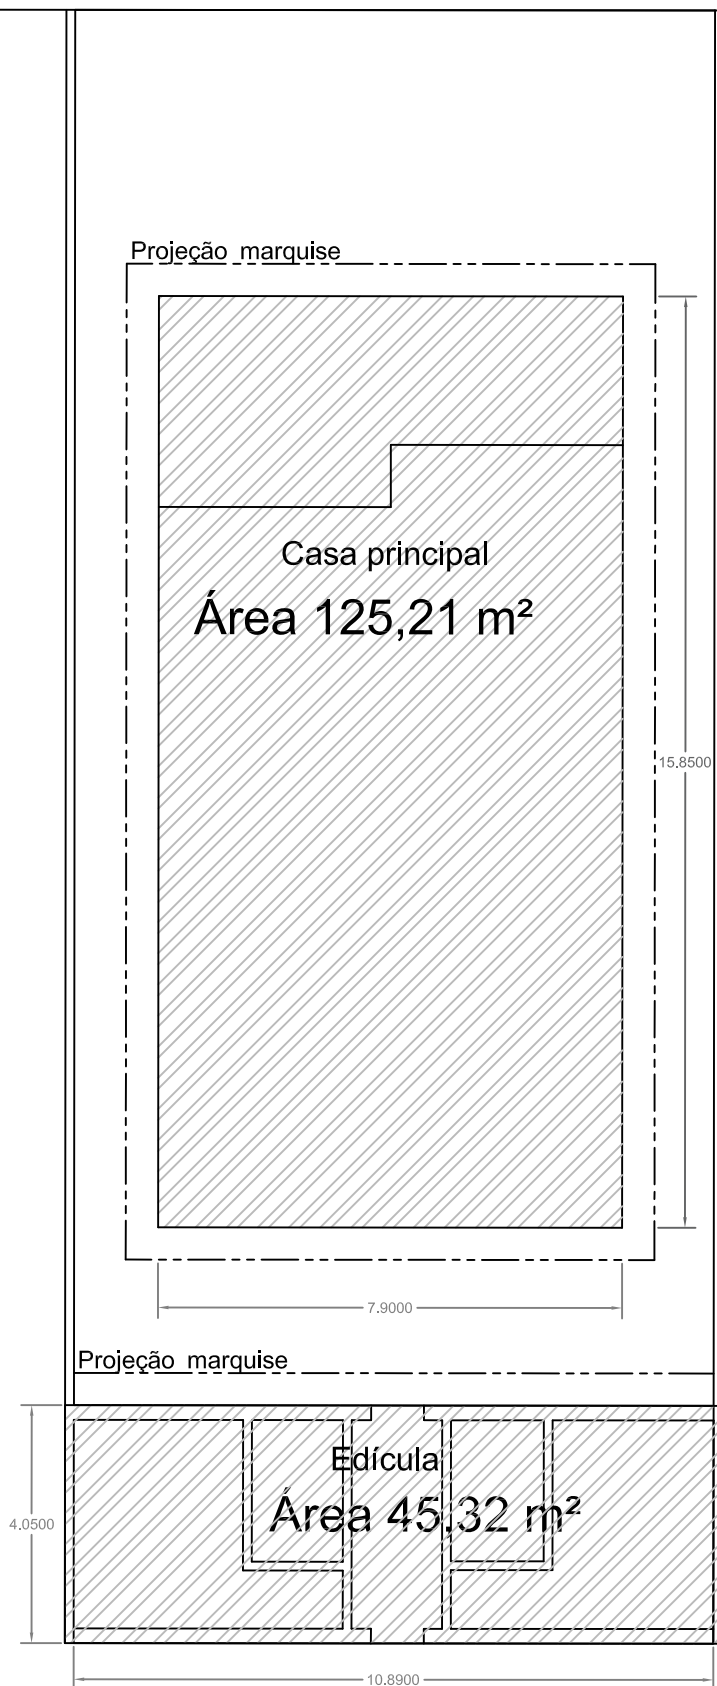 Projeção marquise
Casa principal
Área 125,21 m²
15.8500
7.9000
Projeção marquise
Edícula
Área 45,32 m²
4.0500
10.8900